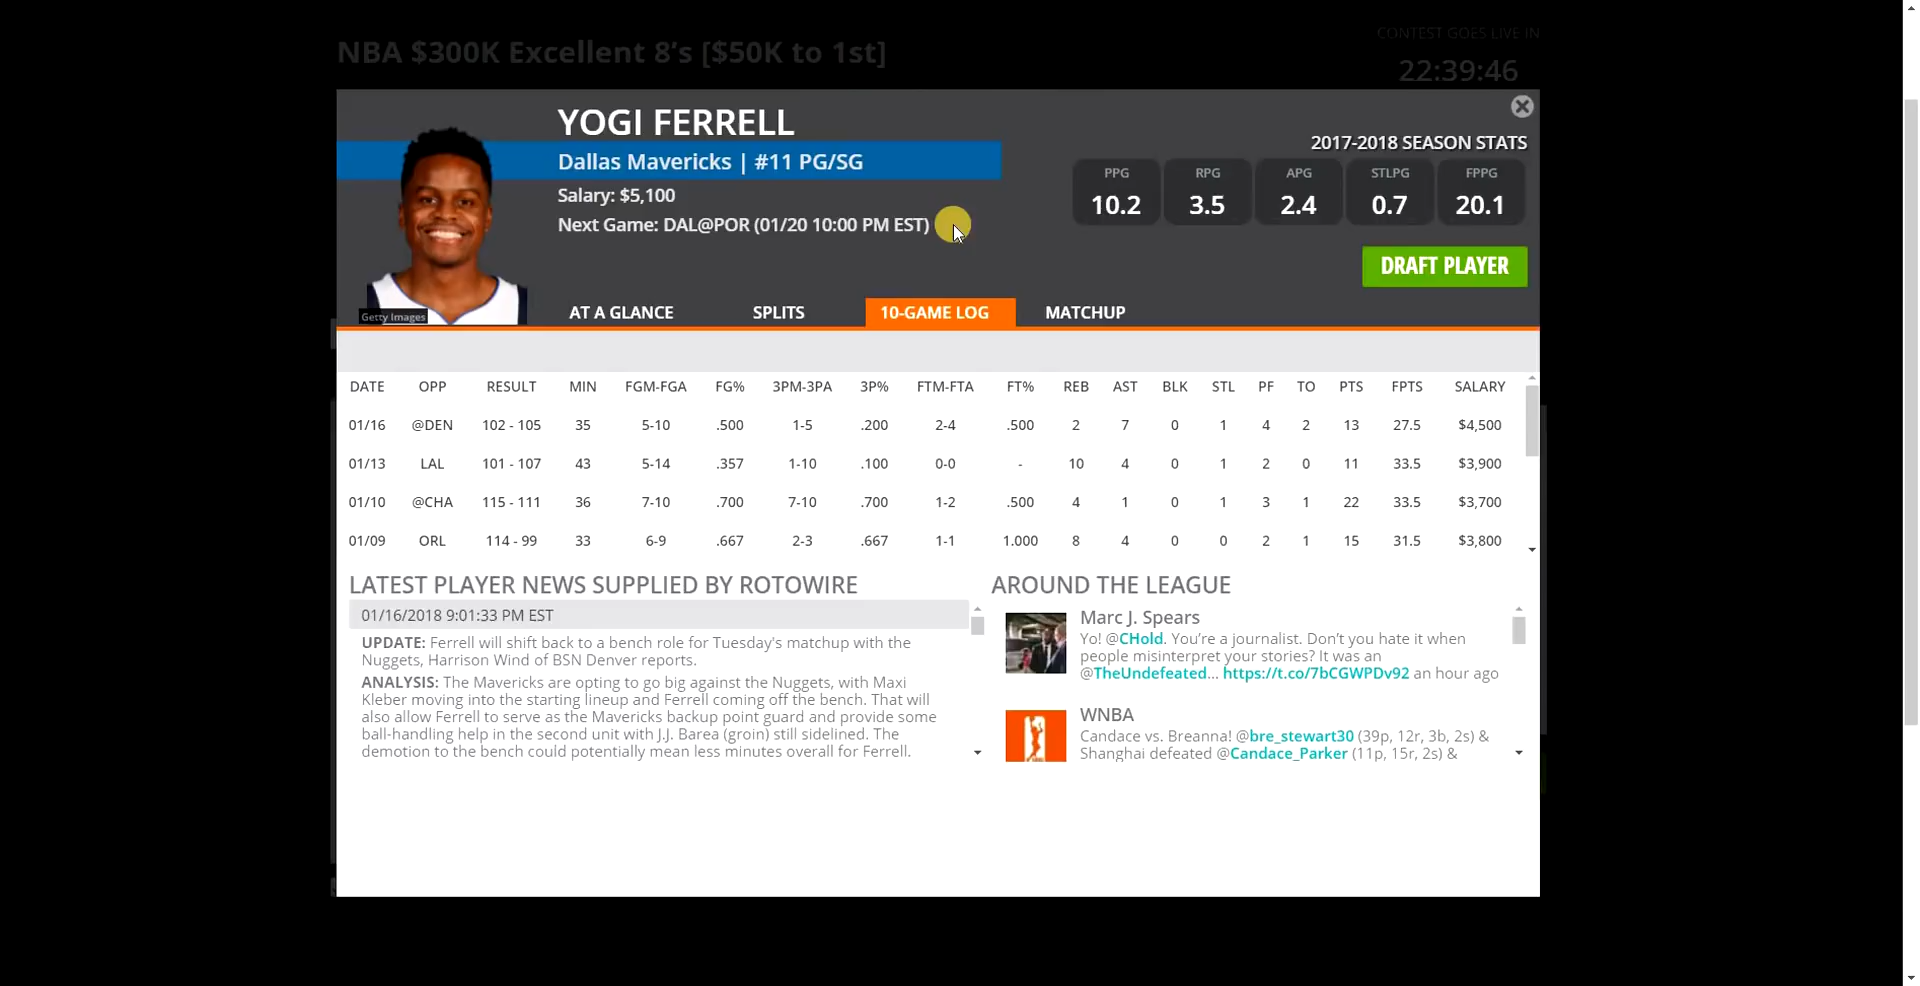 NBA $300K Excellent 8's [$50K to 1st]
CONTEST GOES LIVE IN
22:39:46
YOGI FERRELL
Dallas Mavericks | #11 PG/SG
Salary: $5,100
Next Game: DAL@POR (01/20 10:00 PM EST)
Getty Images
2017-2018 SEASON STATS
PPG RPG APG STLPG FPPG
10.2 3.5 2.4 0.7 20.1
DRAFT PLAYER
AT A GLANCE SPLITS 10-GAME LOG MATCHUP
DATE OPP RESULT MIN FGM-FGA FG% 3PM-3PA 3P% FTM-FTA FT% REB AST BLK STL PF TO PTS FPTS SALARY
01/16 @DEN 102 - 105 35 5-10 .500 1-5 .200 2-4 .500 2 7 0 1 4 2 13 27.5 $4,500
01/13 LAL 101 - 107 43 5-14 .357 1-10 .100 0-0 - 10 4 0 1 2 0 11 33.5 $3,900
01/10 @CHA 115 - 111 36 7-10 .700 7-10 .700 1-2 .500 4 1 0 1 3 1 22 33.5 $3,700
01/09 ORL 114 - 99 33 6-9 .667 2-3 .667 1-1 1.000 8 4 0 0 2 1 15 31.5 $3,800
LATEST PLAYER NEWS SUPPLIED BY ROTOWIRE
01/16/2018 9:01:33 PM EST
UPDATE: Ferrell will shift back to a bench role for Tuesday's matchup with the
Nuggets, Harrison Wind of BSN Denver reports.
ANALYSIS: The Mavericks are opting to go big against the Nuggets, with Maxi
Kleber moving into the starting lineup and Ferrell coming off the bench. That will
also allow Ferrell to serve as the Mavericks backup point guard and provide some
ball-handling help in the second unit with J.J. Barea (groin) still sidelined. The
demotion to the bench could potentially mean less minutes overall for Ferrell.
AROUND THE LEAGUE
Marc J. Spears
Yo! @CHold. You're a journalist. Don't you hate it when
people misinterpret your stories? It was an
@TheUndefeated... https://t.co/7bCGWPDv92 an hour ago
WNBA
Candace vs. Breanna! @bre_stewart30 (39p, 12r, 3b, 2s) &
Shanghai defeated @Candace_Parker (11p, 15r, 2s) &